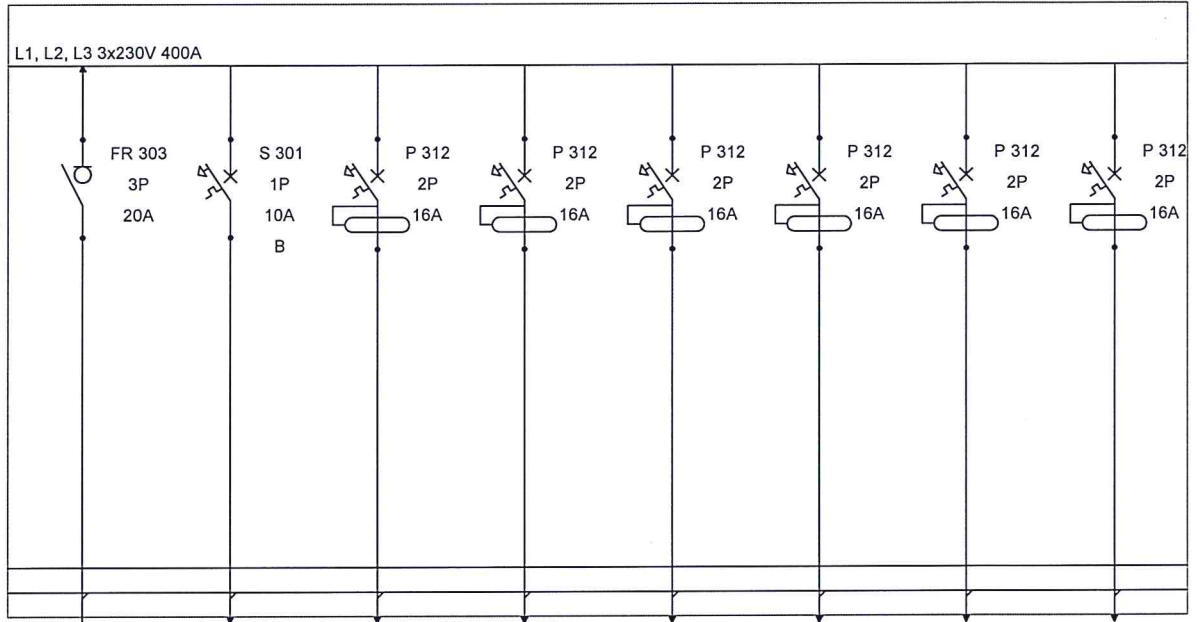 L1, L2, L3 3x230V 400A
FR 303
3P
20A
S 301
1P
10A
B
P 312
2P
16A
P 312
2P
16A
P 312
2P
16A
P 312
2P
16A
P 312
2P
16A
P 312
2P
16A